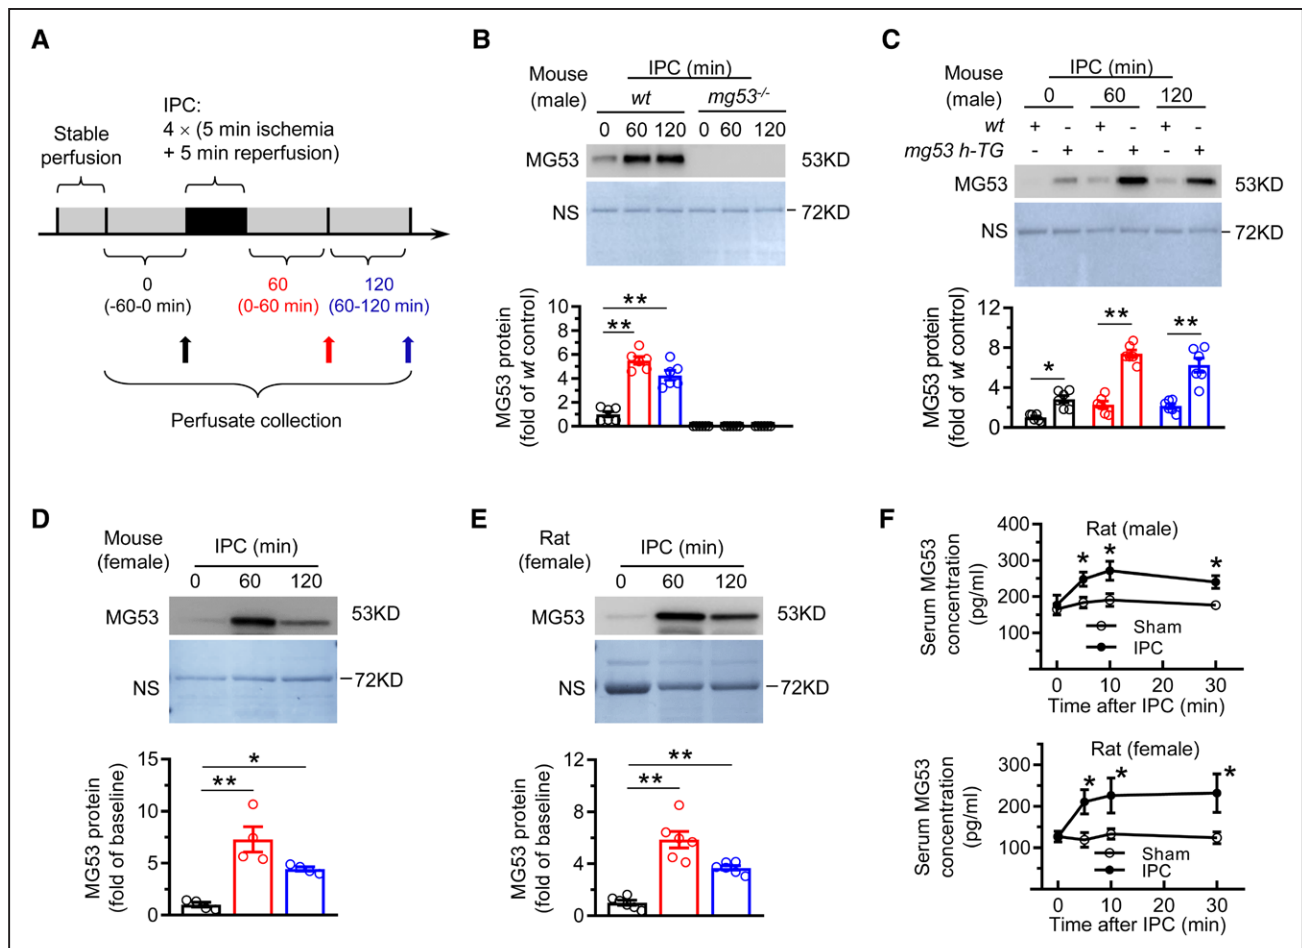 A
IPC:
4 × (5 min ischemia
+ 5 min reperfusion)
Stable
perfusion
0
(-60-0 min)
60
(0-60 min)
120
(60-120 min)
Perfusate collection
B
Mouse
(male)
IPC (min)
wt
mg53-/-
0 60 120 0 60 120
MG53
53KD
NS
72KD
MG53 protein
(fold of wt control)
10
8
6
4
2
0
**
**
C
Mouse
(male)
IPC (min)
0 60 120
wt + - + - + -
mg53 h-TG - + - + - +
MG53
53KD
NS
72KD
MG53 protein
(fold of wt control)
12
8
4
0
*
**
**
D
Mouse
(female)
IPC (min)
0 60 120
MG53
53KD
NS
72KD
MG53 protein
(fold of baseline)
15
10
5
0
*
**
E
Rat
(female)
IPC (min)
0 60 120
MG53
53KD
NS
72KD
MG53 protein
(fold of baseline)
12
8
4
0
**
**
F
Rat (male)
Serum MG53
concentration
(pg/ml)
400
300
200
100
* * *
Sham
IPC
0 10 20 30
Time after IPC (min)
Rat (female)
Serum MG53
concentration
(pg/ml)
300
200
100
0
* * *
Sham
IPC
0 10 20 30
Time after IPC (min)